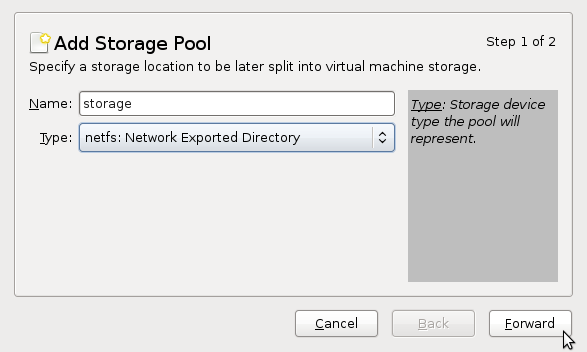 Add Storage Pool
Step 1 of 2
Specify a storage location to be later split into virtual machine storage.
Name: storage
Type: netfs: Network Exported Directory
Type: Storage device
type the pool will
represent.
Cancel
Back
Forward